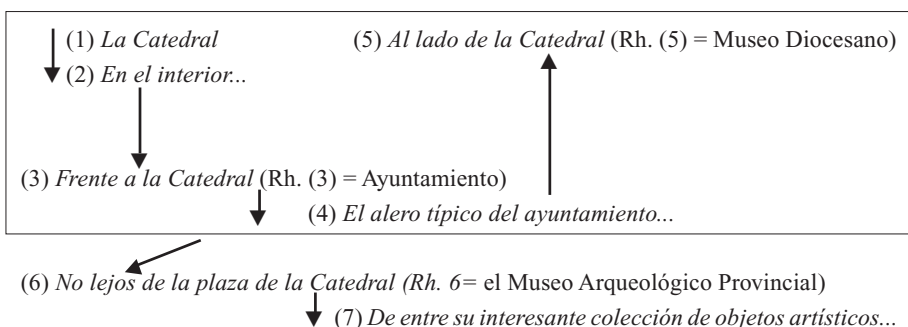 (1) La Catedral
(5) Al lado de la Catedral (Rh. (5) = Museo Diocesano)
(2) En el interior...
(3) Frente a la Catedral (Rh. (3) = Ayuntamiento)
(4) El alero típico del ayuntamiento...
(6) No lejos de la plaza de la Catedral (Rh. 6= el Museo Arqueológico Provincial)
(7) De entre su interesante colección de objetos artísticos...